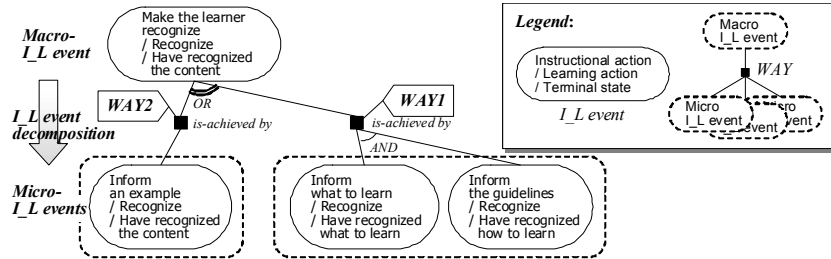 Macro-
I_L event
I_L event
decomposition
Micro-
I_L events
Make the learner
recognize
/ Recognize
/ Have recognized
the content
OR
WAY2
WAY1
is-achieved by
is-achieved by
AND
Inform
an example
/ Recognize
/ Have recognized
the content
Inform
what to learn
/ Recognize
/ Have recognized
what to learn
Inform
the guidelines
/ Recognize
/ Have recognized
how to learn
Legend:
Instructional action
/ Learning action
/ Terminal state
I_L event
Macro
I_L event
WAY
Micro
I_L event